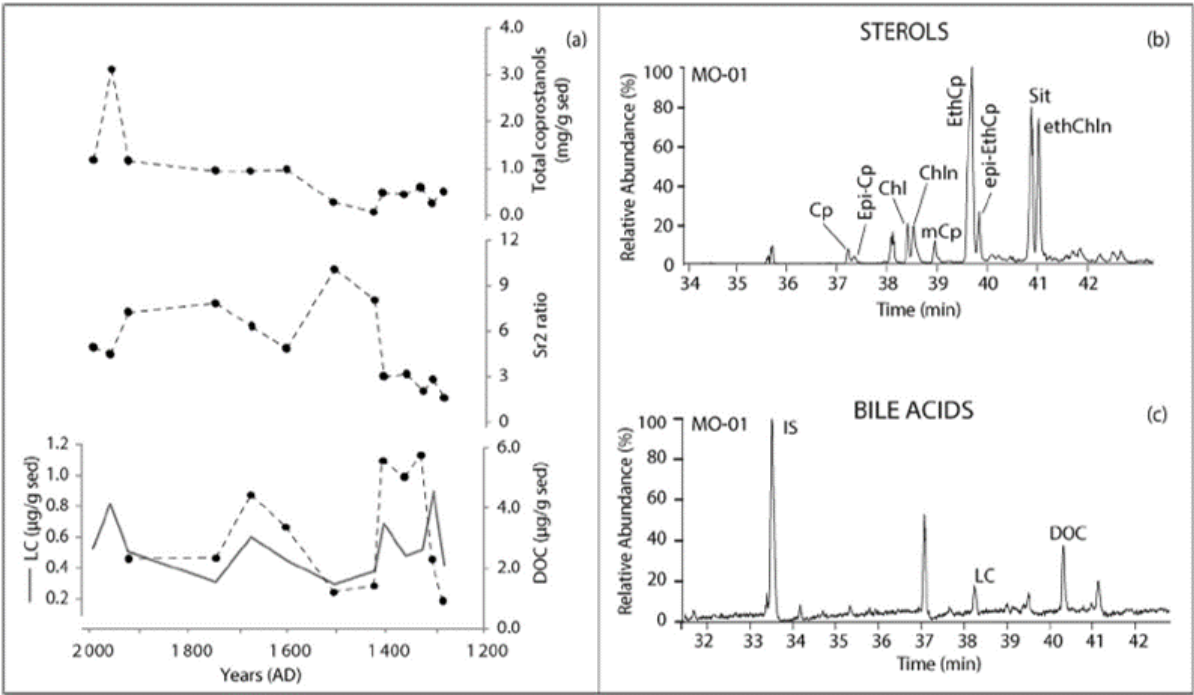 (a)
4.0
3.0
2.0
1.0
0.0
Total coprostanols
(mg/g sed)
12
9
6
3
0
Sr2 ratio
1.2
1.0
0.8
0.6
0.4
0.2
LC (µg/g sed)
6.0
4.0
2.0
0.0
DOC (µg/g sed)
2000 1800 1600 1400 1200
Years (AD)
STEROLS
(b)
MO-01
100
80
60
40
20
0
Relative Abundance (%)
Cp
Epi-Cp
Chl
Chln
mCp
EthCp
epi-EthCp
Sit
ethChln
34 35 36 37 38 39 40 41 42
Time (min)
BILE ACIDS
(c)
MO-01
100
80
60
40
20
0
Relative Abundance (%)
IS
LC
DOC
32 33 34 35 36 37 38 39 40 41 42
Time (min)